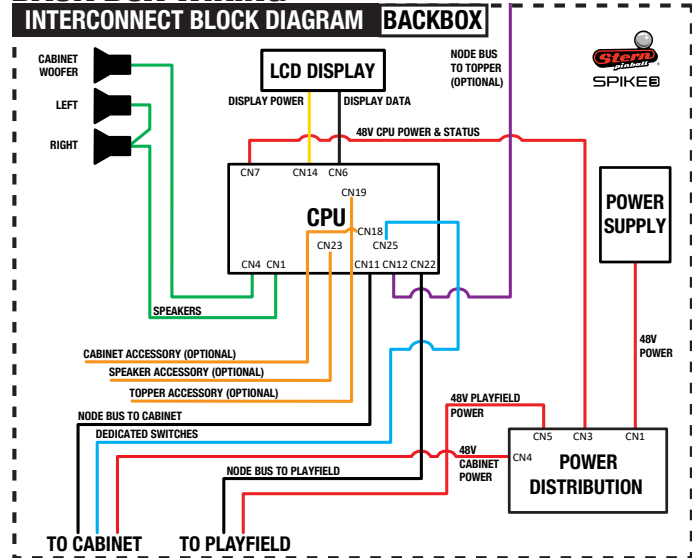 INTERCONNECT BLOCK DIAGRAM BACKBOX
CABINET
WOOFER
LEFT
RIGHT
LCD DISPLAY
DISPLAY POWER
DISPLAY DATA
NODE BUS
TO TOPPER
(OPTIONAL)
Stern
pinball
SPIKE3
48V CPU POWER & STATUS
CN7
CN14
CN6
CN19
CPU
CN18
CN23
CN25
CN4
CN1
CN11
CN12
CN22
POWER
SUPPLY
SPEAKERS
48V
POWER
CABINET ACCESSORY (OPTIONAL)
SPEAKER ACCESSORY (OPTIONAL)
TOPPER ACCESSORY (OPTIONAL)
48V PLAYFIELD
POWER
NODE BUS TO CABINET
DEDICATED SWITCHES
CN5
CN3
CN1
CN4
POWER
DISTRIBUTION
48V
CABINET
POWER
NODE BUS TO PLAYFIELD
TO CABINET
TO PLAYFIELD